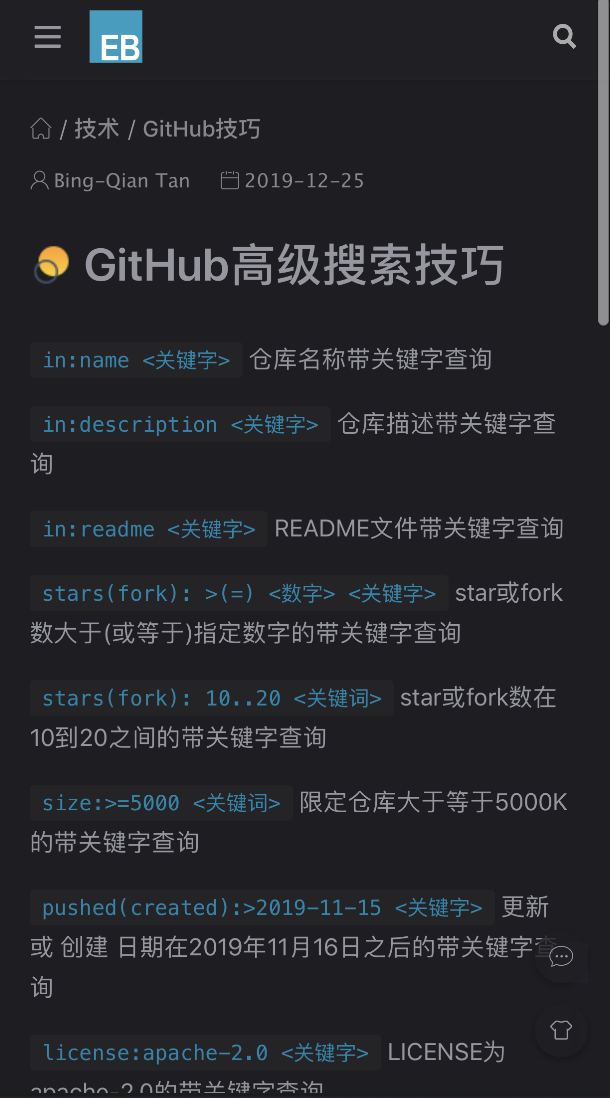 EB
/ 技术 / GitHub技巧
Bing-Qian Tan 2019-12-25
GitHub高级搜索技巧
in:name <关键字> 仓库名称带关键字查询
in:description <关键字> 仓库描述带关键字查
询
in:readme <关键字> README文件带关键字查询
stars(fork): >(=) <数字> <关键字> star或fork
数大于(或等于)指定数字的带关键字查询
stars(fork): 10..20 <关键词> star或fork数在
10到20之间的带关键字查询
size:>=5000 <关键词> 限定仓库大于等于5000K
的带关键字查询
pushed(created):>2019-11-15 <关键字> 更新
或 创建 日期在2019年11月16日之后的带关键字查
询
license:apache-2.0 <关键字> LICENSE为
apache-2.0的带关键字查询